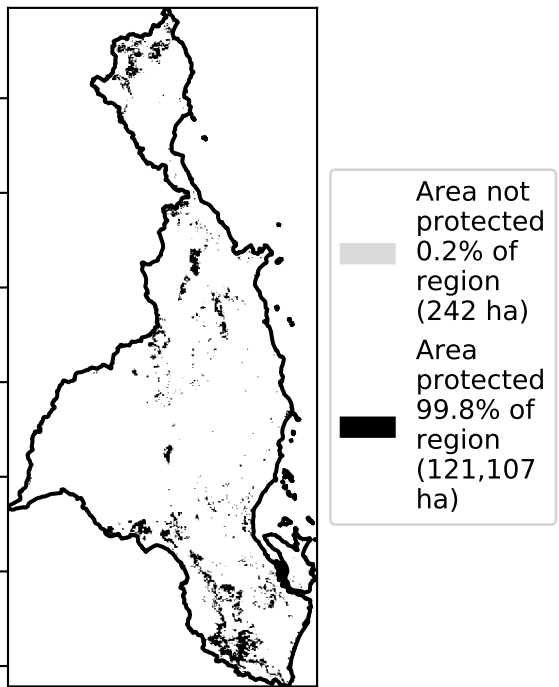 Area not
protected
0.2% of
region
(242 ha)
Area
protected
99.8% of
region
(121,107
ha)